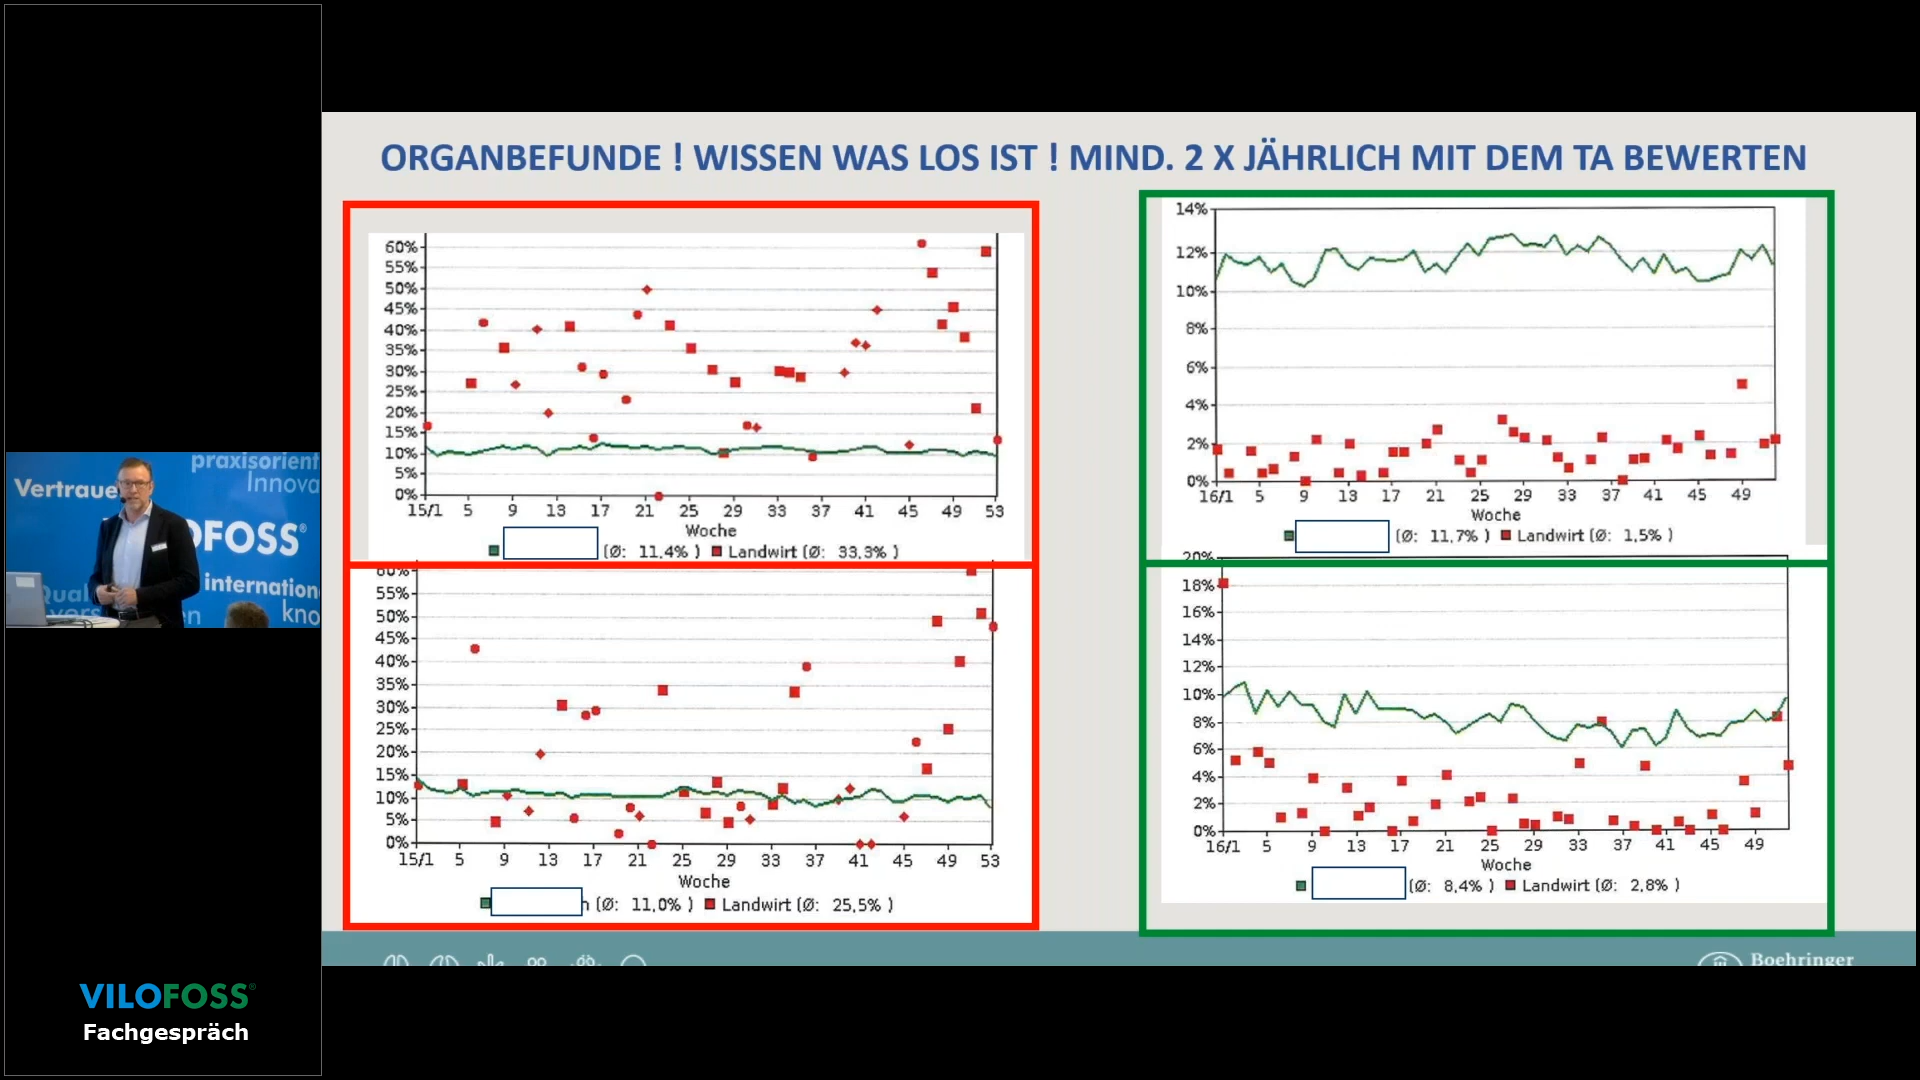 ORGANBEFUNDE ! WISSEN WAS LOS IST ! MIND. 2 X JÄHRLICH MIT DEM TA BEWERTEN
60%
55%
50%
45%
40%
35%
30%
25%
20%
15%
10%
5%
0%
15/1 5 9 13 17 21 25 29 33 37 41 45 49 53
Woche
(Ø: 11,4% ) Landwirt (Ø: 33,3% )
14%
12%
10%
8%
6%
4%
2%
0%
16/1 5 9 13 17 21 25 29 33 37 41 45 49
Woche
(Ø: 11,7% ) Landwirt (Ø: 1,5% )
60%
55%
50%
45%
40%
35%
30%
25%
20%
15%
10%
5%
0%
15/1 5 9 13 17 21 25 29 33 37 41 45 49 53
Woche
n (Ø: 11,0% ) Landwirt (Ø: 25,5% )
20%
18%
16%
14%
12%
10%
8%
6%
4%
2%
0%
16/1 5 9 13 17 21 25 29 33 37 41 45 49
Woche
(Ø: 8,4% ) Landwirt (Ø: 2,8% )
Boehringer
praxisorient
Vertraue
Innova
OFOSS®
internation
Qual
kno
vers
en
VILOFOSS®
Fachgespräch